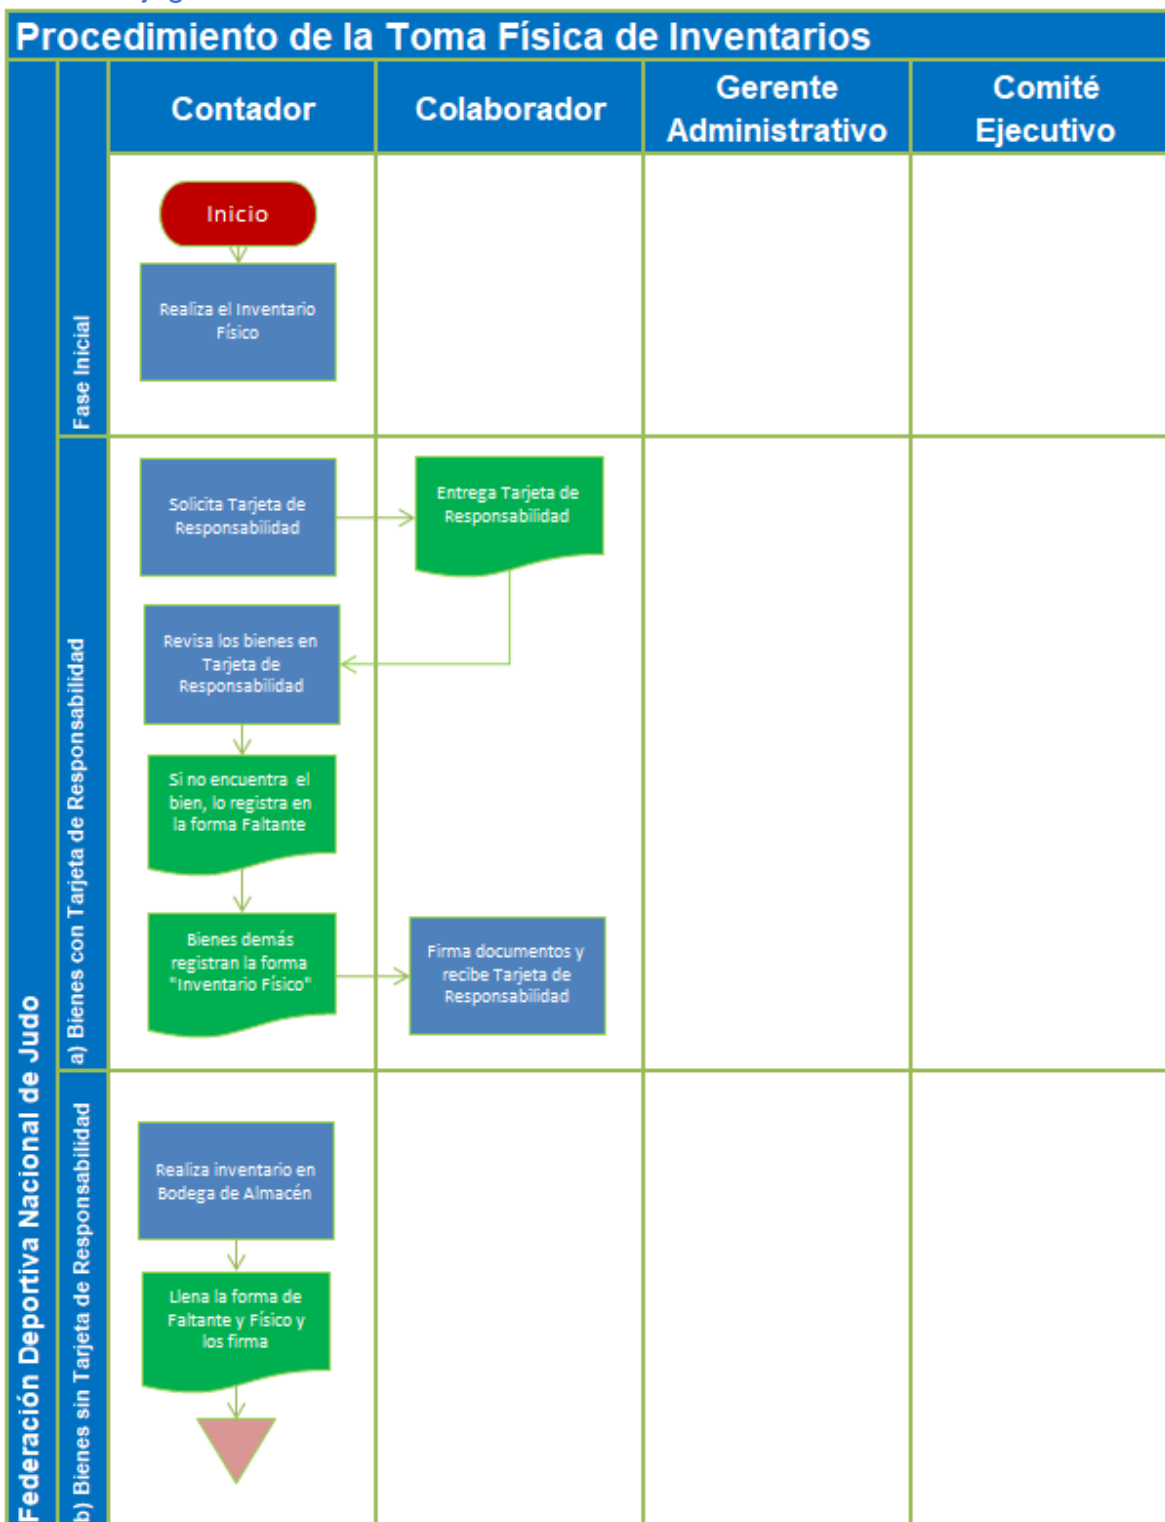 Procedimiento de la Toma Física de Inventarios
Contador
Colaborador
Gerente
Administrativo
Comité
Ejecutivo
Federación Deportiva Nacional de Judo
Fase Inicial
Inicio
Realiza el Inventario
Físico
a) Bienes con Tarjeta de Responsabilidad
Solicita Tarjeta de
Responsabilidad
Entrega Tarjeta de
Responsabilidad
Revisa los bienes en
Tarjeta de
Responsabilidad
Si no encuentra el
bien, lo registra en
la forma Faltante
Bienes demás
registran la forma
"Inventario Físico"
Firma documentos y
recibe Tarjeta de
Responsabilidad
b) Bienes sin Tarjeta de Responsabilidad
Realiza inventario en
Bodega de Almacén
Llena la forma de
Faltante y Físico y
los firma